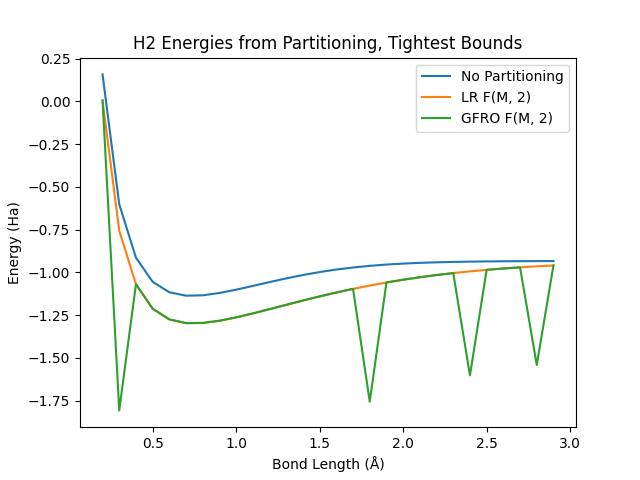 H2 Energies from Partitioning, Tightest Bounds
No Partitioning
LR F(M, 2)
GFRO F(M, 2)
Energy (Ha)
0.25
0.00
−0.25
−0.50
−0.75
−1.00
−1.25
−1.50
−1.75
0.5
1.0
1.5
2.0
2.5
3.0
Bond Length (Å)